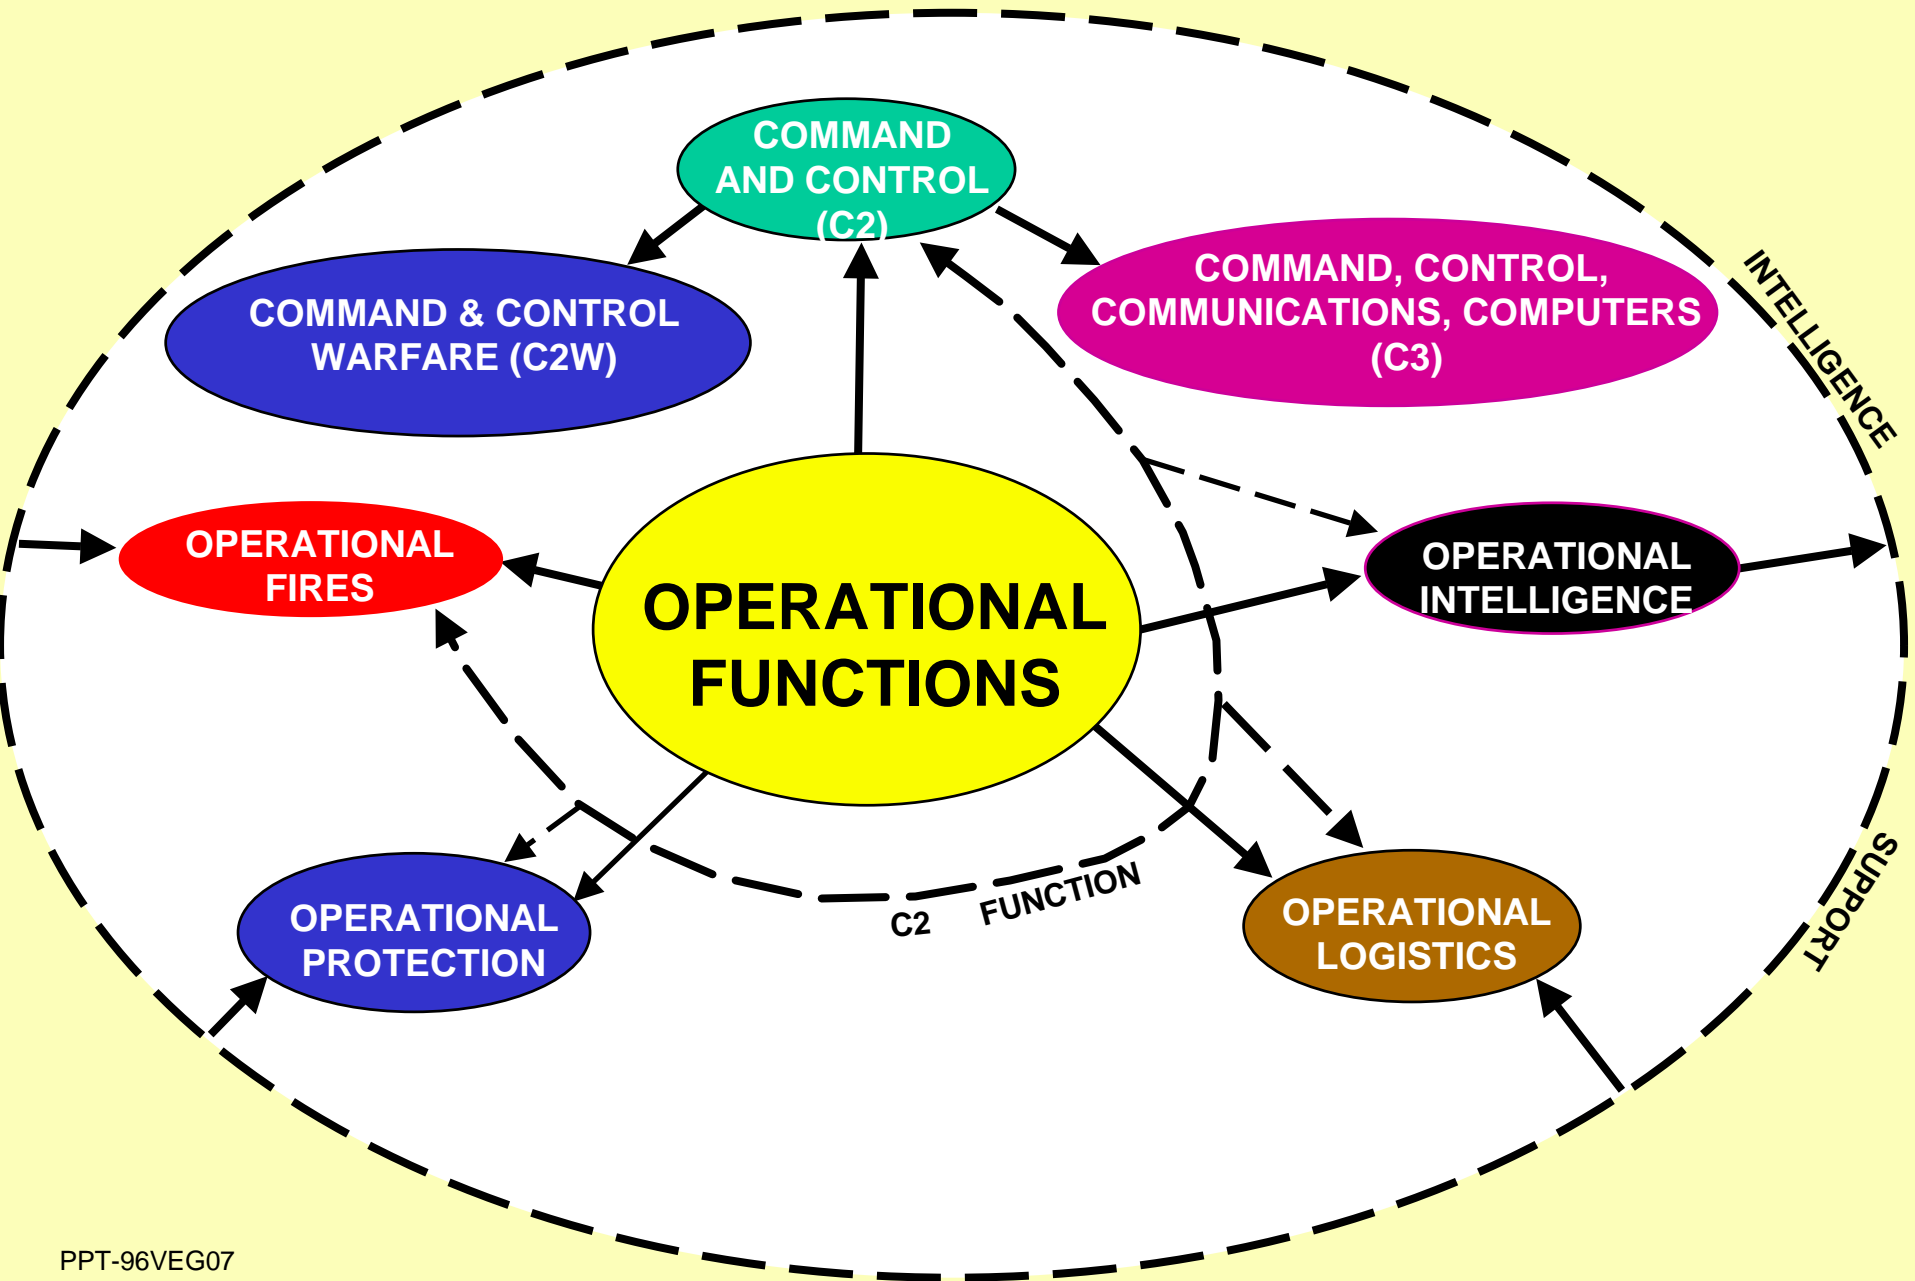 COMMAND
AND CONTROL
(C2)
COMMAND & CONTROL
WARFARE (C2W)
COMMAND, CONTROL,
COMMUNICATIONS, COMPUTERS
(C3)
INTELLIGENCE
OPERATIONAL
FIRES
OPERATIONAL
FUNCTIONS
OPERATIONAL
INTELLIGENCE
OPERATIONAL
PROTECTION
C2 FUNCTION
OPERATIONAL
LOGISTICS
SUPPORT
PPT-96VEG07